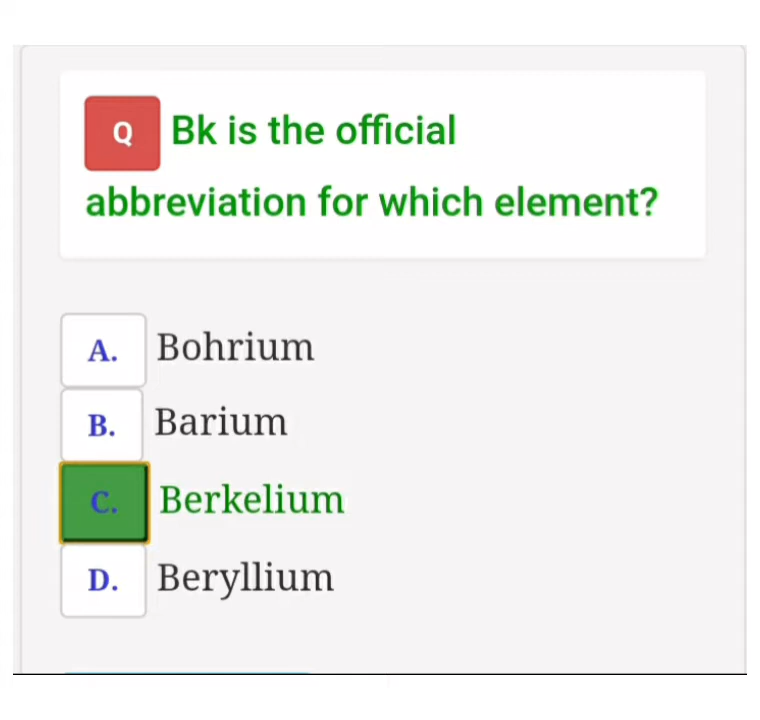 Q Bk is the official
abbreviation for which element?
A. Bohrium
B. Barium
C. Berkelium
D. Beryllium